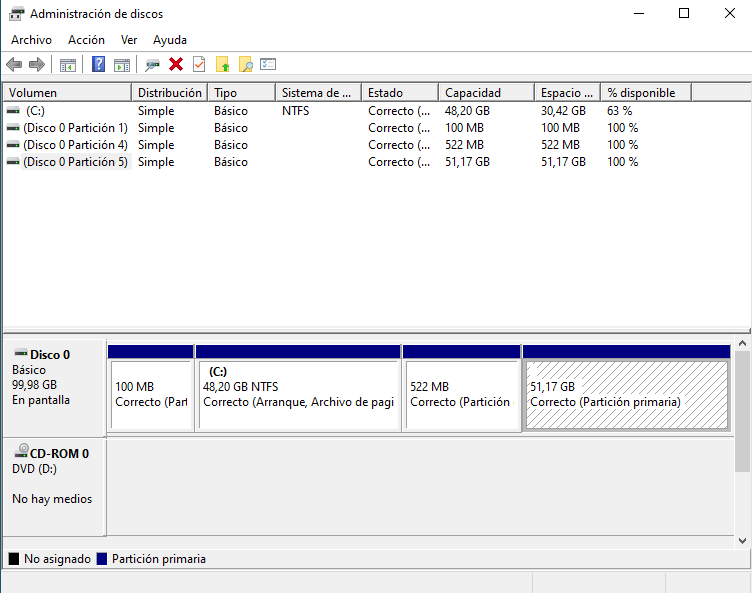 Administración de discos
Archivo Acción Ver Ayuda
Volumen Distribución Tipo Sistema de ... Estado Capacidad Espacio ... % disponible
(C:) Simple Básico NTFS Correcto (... 48,20 GB 30,42 GB 63 %
(Disco 0 Partición 1) Simple Básico Correcto (... 100 MB 100 MB 100 %
(Disco 0 Partición 4) Simple Básico Correcto (... 522 MB 522 MB 100 %
(Disco 0 Partición 5) Simple Básico Correcto (... 51,17 GB 51,17 GB 100 %
Disco 0
Básico
99,98 GB
En pantalla
100 MB
Correcto (Part
(C:)
48,20 GB NTFS
Correcto (Arranque, Archivo de pagi
522 MB
Correcto (Partición
51,17 GB
Correcto (Partición primaria)
CD-ROM 0
DVD (D:)
No hay medios
No asignado Partición primaria